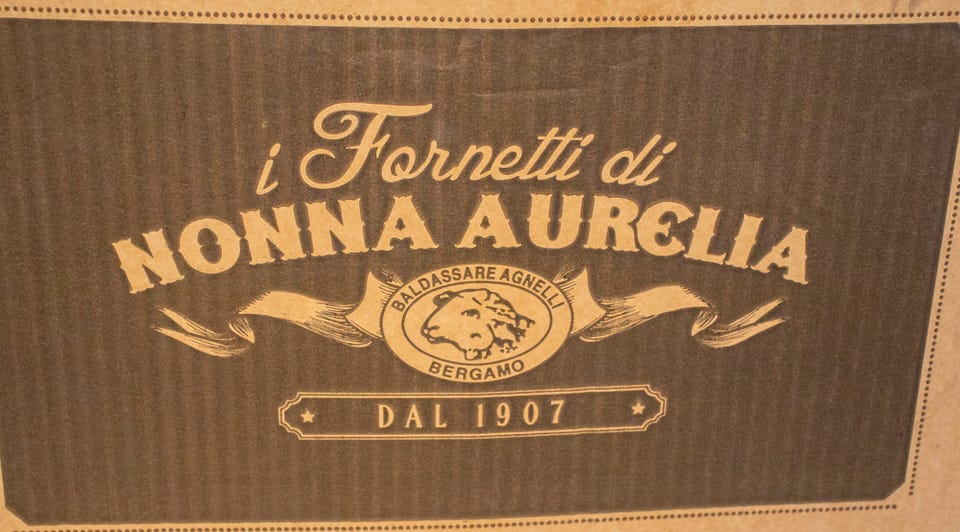 i Fornetti di
NONNA AURELIA
BALDASSARE AGNELLI
BERGAMO
DAL 1907